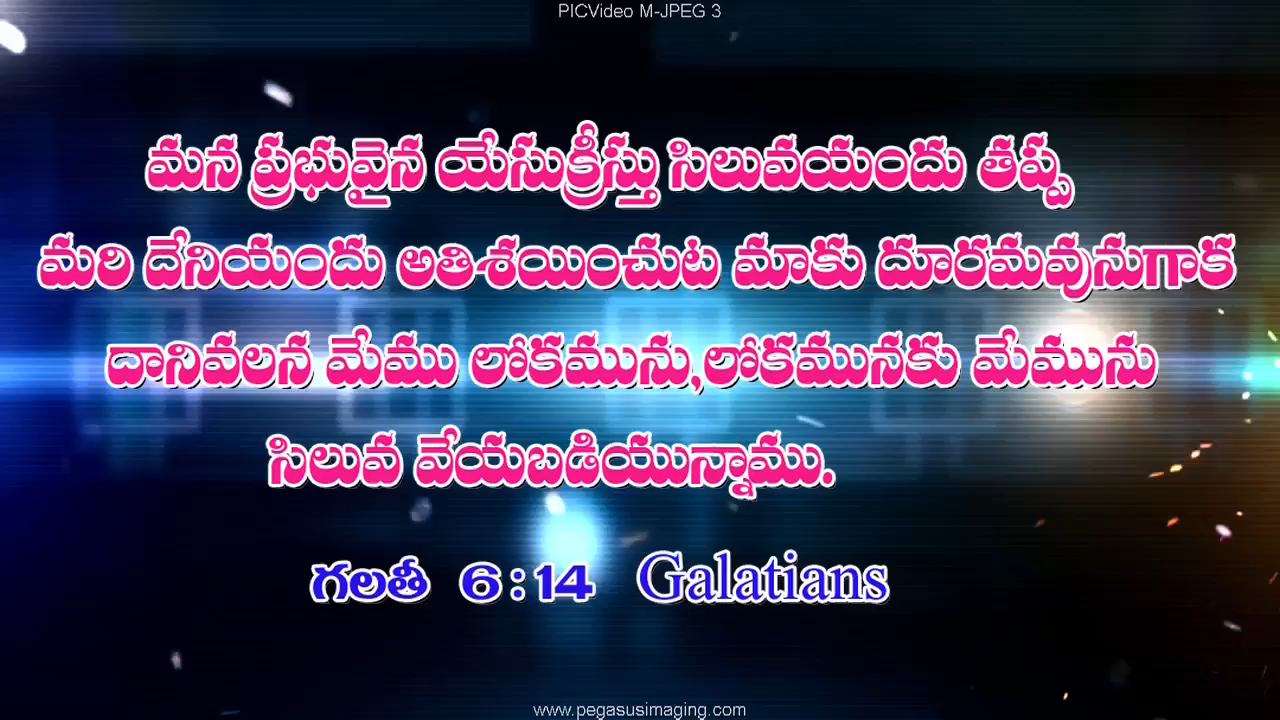 PICVideo M-JPEG 3
మన ప్రభువైన యేసుక్రీస్తు సిలువయందు తప్ప
మరి దేనియందు అతిశయించుట మాకు దూరమవునుగాక
దానివలన మేము లోకమును,లోకమునకు మేమును
సిలువ వేయబడియున్నాము.
గలతీ 6:14 Galatians
www.pegasusimaging.com